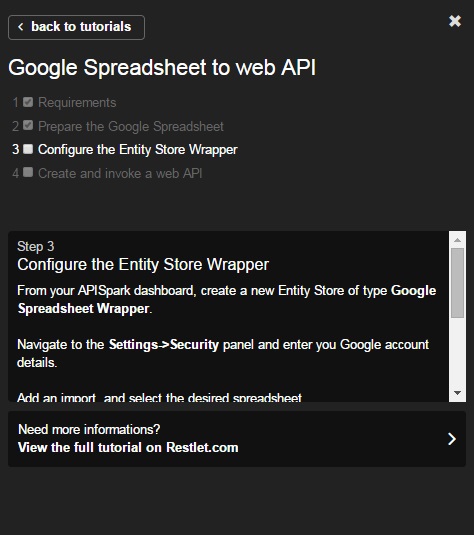 back to tutorials
Google Spreadsheet to web API
1 Requirements
2 Prepare the Google Spreadsheet
3 Configure the Entity Store Wrapper
4 Create and invoke a web API
Step 3
Configure the Entity Store Wrapper
From your APISpark dashboard, create a new Entity Store of type Google
Spreadsheet Wrapper.
Navigate to the Settings->Security panel and enter you Google account
details.
Add an import, and select the desired spreadsheet
Need more informations?
View the full tutorial on Restlet.com